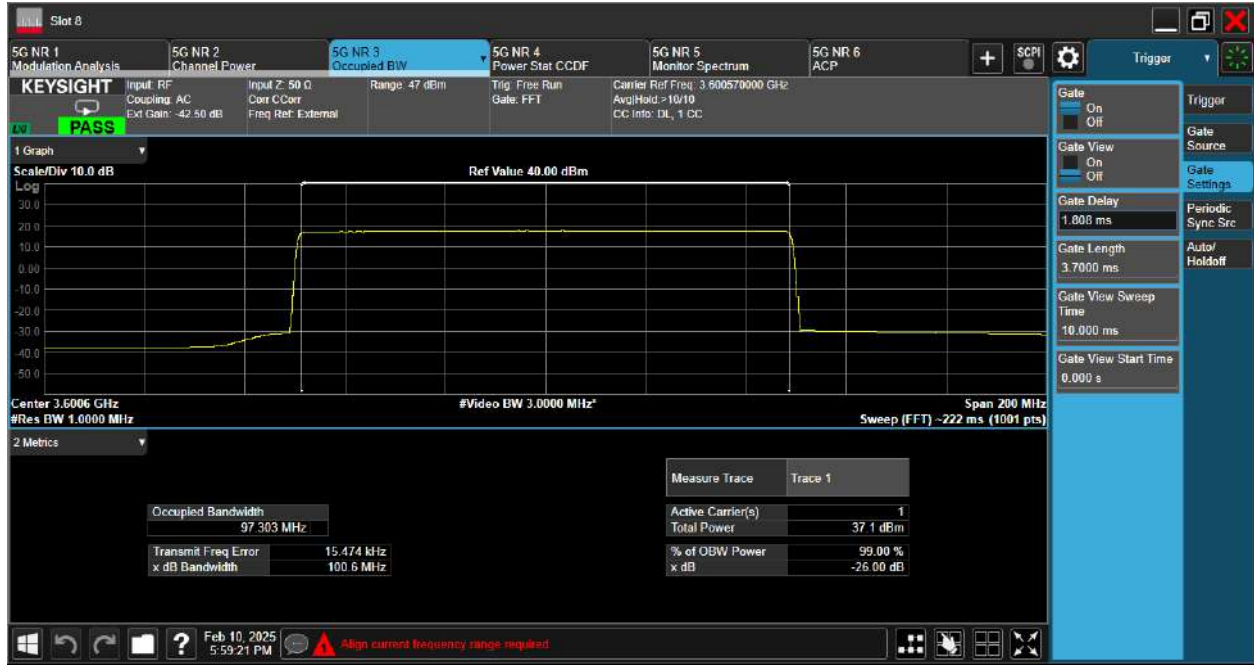 Slot 8
5G NR 1
Modulation Analysis
5G NR 2
Channel Power
5G NR 3
Occupied BW
5G NR 4
Power Stat CCDF
5G NR 5
Monitor Spectrum
5G NR 6
ACP
SCPI
Trigger
KEYSIGHT
PASS
Input: RF
Coupling: AC
Ext Gain: -42.50 dB
Input Z: 50 Ω
Corr CCorr
Freq Ref: External
Range: 47 dBm
Trig: Free Run
Gate: FFT
Carrier Ref Freq: 3.600570000 GHz
Avg|Hold:>10/10
CC Info: DL, 1 CC
1 Graph
Scale/Div 10.0 dB
Ref Value 40.00 dBm
Log
30.0
20.0
10.0
0.00
-10.0
-20.0
-30.0
-40.0
-50.0
Center 3.6006 GHz
#Res BW 1.0000 MHz
#Video BW 3.0000 MHz*
Span 200 MHz
Sweep (FFT) ~222 ms (1001 pts)
2 Metrics
Measure Trace
Trace 1
Occupied Bandwidth
97.303 MHz
Active Carrier(s) 1
Total Power 37.1 dBm
Transmit Freq Error 15.474 kHz
x dB Bandwidth 100.6 MHz
% of OBW Power 99.00 %
x dB -26.00 dB
Gate
On
Off
Gate View
On
Off
Gate Delay
1.808 ms
Gate Length
3.7000 ms
Gate View Sweep
Time
10.000 ms
Gate View Start Time
0.000 s
Trigger
Gate
Source
Gate
Settings
Periodic
Sync Src
Auto/
Holdoff
Feb 10, 2025
5:59:21 PM
Align current frequency range required